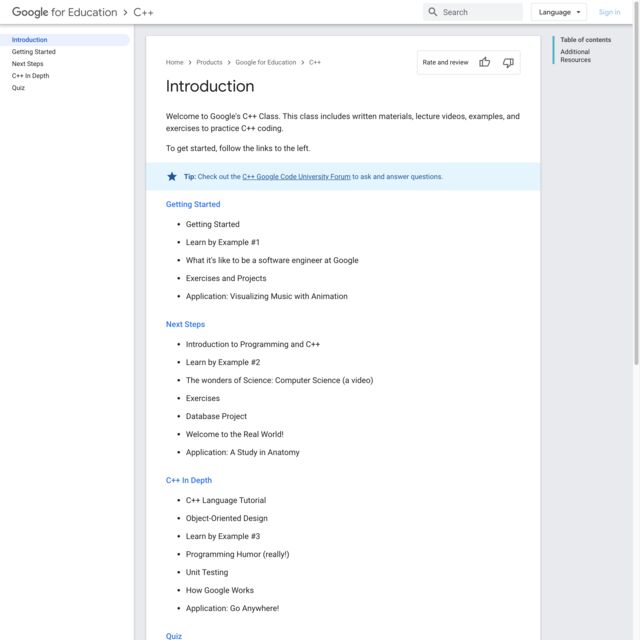 Google for Education > C++
Search
Language
Sign in
Introduction
Getting Started
Next Steps
C++ In Depth
Quiz
Home > Products > Google for Education > C++
Rate and review
Introduction
Welcome to Google's C++ Class. This class includes written materials, lecture videos, examples, and
exercises to practice C++ coding.
To get started, follow the links to the left.
Tip: Check out the C++ Google Code University Forum to ask and answer questions.
Getting Started
• Getting Started
• Learn by Example #1
• What it's like to be a software engineer at Google
• Exercises and Projects
• Application: Visualizing Music with Animation
Next Steps
• Introduction to Programming and C++
• Learn by Example #2
• The wonders of Science: Computer Science (a video)
• Exercises
• Database Project
• Welcome to the Real World!
• Application: A Study in Anatomy
C++ In Depth
• C++ Language Tutorial
• Object-Oriented Design
• Learn by Example #3
• Programming Humor (really!)
• Unit Testing
• How Google Works
• Application: Go Anywhere!
Quiz
Table of contents
Additional
Resources